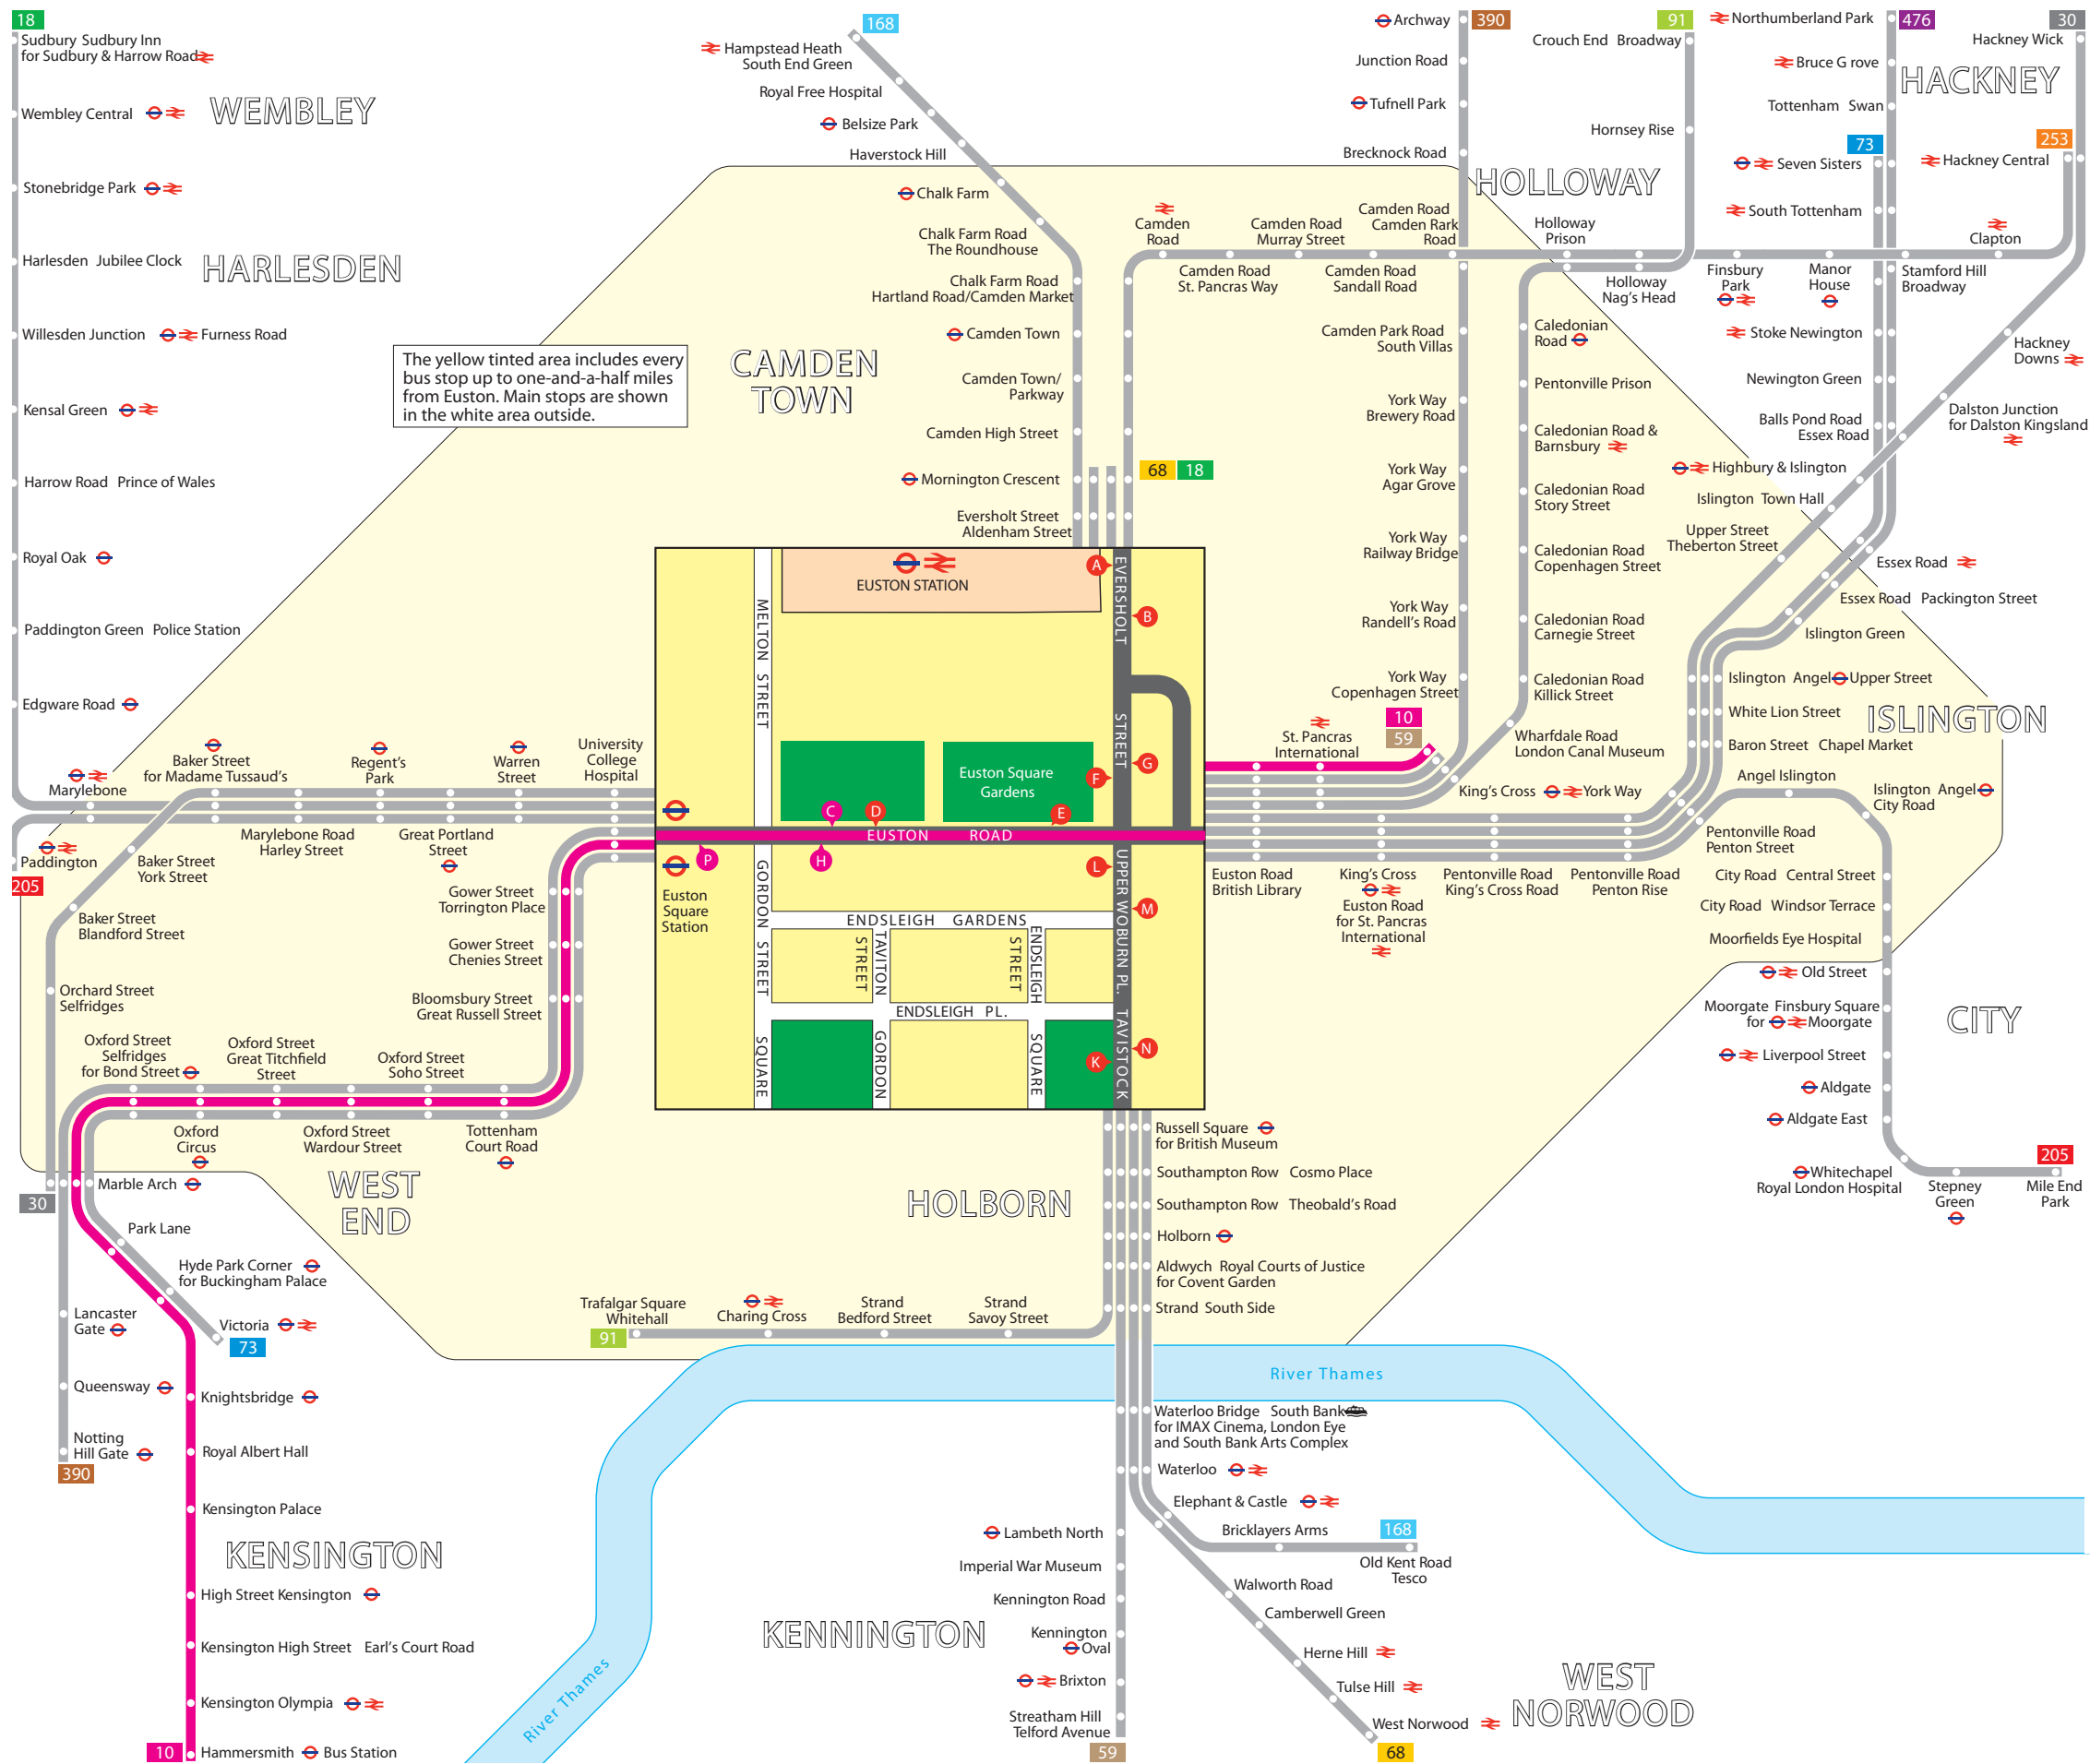 18
Sudbury Sudbury Inn
for Sudbury & Harrow Road
Wembley Central
WEMBLEY
Stonebridge Park
Harlesden Jubilee Clock
HARLESDEN
Willesden Junction
Furness Road
Kensal Green
Harrow Road Prince of Wales
Royal Oak
Paddington Green Police Station
Edgware Road
Marylebone
Paddington
205
The yellow tinted area includes every
bus stop up to one-and-a-half miles
from Euston. Main stops are shown
in the white area outside.
168
Hampstead Heath
South End Green
Royal Free Hospital
Belsize Park
Haverstock Hill
Chalk Farm
Chalk Farm Road
The Roundhouse
Chalk Farm Road
Hartland Road/Camden Market
Camden Town
CAMDEN
TOWN
Camden Town/
Parkway
Camden High Street
Mornington Crescent
Eversholt Street
Aldenham Street
68
18
Camden
Road
Camden Road
St. Pancras Way
Camden Road
Murray Street
Camden Road
Sandall Road
Camden Road
Camden Rark
Road
390
Archway
Junction Road
Tufnell Park
Brecknock Road
HOLLOWAY
Camden Park Road
South Villas
York Way
Brewery Road
York Way
Agar Grove
York Way
Railway Bridge
York Way
Randell's Road
York Way
Copenhagen Street
91
Crouch End Broadway
Hornsey Rise
Holloway
Prison
Holloway
Nag's Head
Caledonian
Road
Pentonville Prison
Caledonian Road &
Barnsbury
Caledonian Road
Story Street
Caledonian Road
Copenhagen Street
Caledonian Road
Carnegie Street
Caledonian Road
Killick Street
Wharfdale Road
London Canal Museum
476
Northumberland Park
Bruce G rove
Tottenham Swan
73
Seven Sisters
South Tottenham
30
Hackney Wick
HACKNEY
253
Hackney Central
Clapton
Finsbury
Park
Manor
House
Stamford Hill
Broadway
Stoke Newington
Newington Green
Balls Pond Road
Essex Road
Hackney
Downs
Dalston Junction
for Dalston Kingsland
Highbury & Islington
Islington Town Hall
Upper Street
Theberton Street
Essex Road
Essex Road Packington Street
Islington Green
Islington Angel
Upper Street
White Lion Street
ISLINGTON
Baron Street Chapel Market
Angel Islington
Islington Angel
City Road
Pentonville Road
Penton Street
City Road Central Street
City Road Windsor Terrace
Moorfields Eye Hospital
Old Street
Moorgate Finsbury Square
for
Moorgate
CITY
Liverpool Street
Aldgate
Aldgate East
Whitechapel
Royal London Hospital
Stepney
Green
205
Mile End
Park
10
59
St. Pancras
International
King's Cross
York Way
Euston Road
British Library
King's Cross
Euston Road
for St. Pancras
International
Pentonville Road
King's Cross Road
Pentonville Road
Penton Rise
Baker Street
for Madame Tussaud's
Regent's
Park
Warren
Street
University
College
Hospital
Marylebone Road
Harley Street
Great Portland
Street
Baker Street
York Street
Baker Street
Blandford Street
Orchard Street
Selfridges
Gower Street
Torrington Place
Gower Street
Chenies Street
Bloomsbury Street
Great Russell Street
Oxford Street
Selfridges
for Bond Street
Oxford Street
Great Titchfield
Street
Oxford Street
Soho Street
Oxford
Circus
Oxford Street
Wardour Street
Tottenham
Court Road
EUSTON STATION
MELTON STREET
EVERSHOLT STREET
Euston Square
Gardens
A
B
G
F
C
D
E
EUSTON ROAD
P
H
L
M
N
K
Euston
Square
Station
GORDON STREET
ENDSLEIGH GARDENS
TAVITON
STREET
ENDSLEIGH
STREET
UPPER WOBURN PL.
ENDSLEIGH PL.
SQUARE
GORDON
SQUARE
TAVISTOCK
30
Marble Arch
WEST
END
Park Lane
Hyde Park Corner
for Buckingham Palace
Victoria
73
Lancaster
Gate
Queensway
Notting
Hill Gate
390
Knightsbridge
Royal Albert Hall
Kensington Palace
KENSINGTON
High Street Kensington
Kensington High Street Earl's Court Road
Kensington Olympia
10
Hammersmith
Bus Station
HOLBORN
Russell Square
for British Museum
Southampton Row Cosmo Place
Southampton Row Theobald's Road
Holborn
Aldwych Royal Courts of Justice
for Covent Garden
Strand South Side
Trafalgar Square
Whitehall
91
Charing Cross
Strand
Bedford Street
Strand
Savoy Street
River Thames
River Thames
Waterloo Bridge South Bank
for IMAX Cinema, London Eye
and South Bank Arts Complex
Waterloo
Elephant & Castle
Bricklayers Arms
168
Old Kent Road
Tesco
Lambeth North
Imperial War Museum
Kennington Road
KENNINGTON
Kennington
Oval
Brixton
Streatham Hill
Telford Avenue
59
Walworth Road
Camberwell Green
Herne Hill
Tulse Hill
West Norwood
WEST
NORWOOD
68